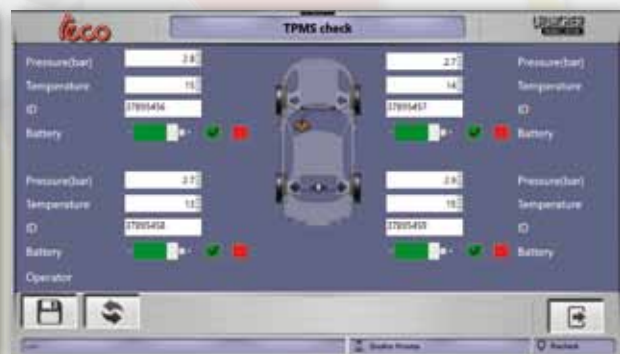 teco
TPMS check
Pressure(bar) 2.8 2.7 Pressure(bar)
Temperature 15 14 Temperature
ID 37895456 37895457 ID
Battery Battery
Pressure(bar) 2.7 2.9 Pressure(bar)
Temperature 13 15 Temperature
ID 37895458 37895459 ID
Battery Battery
Operator